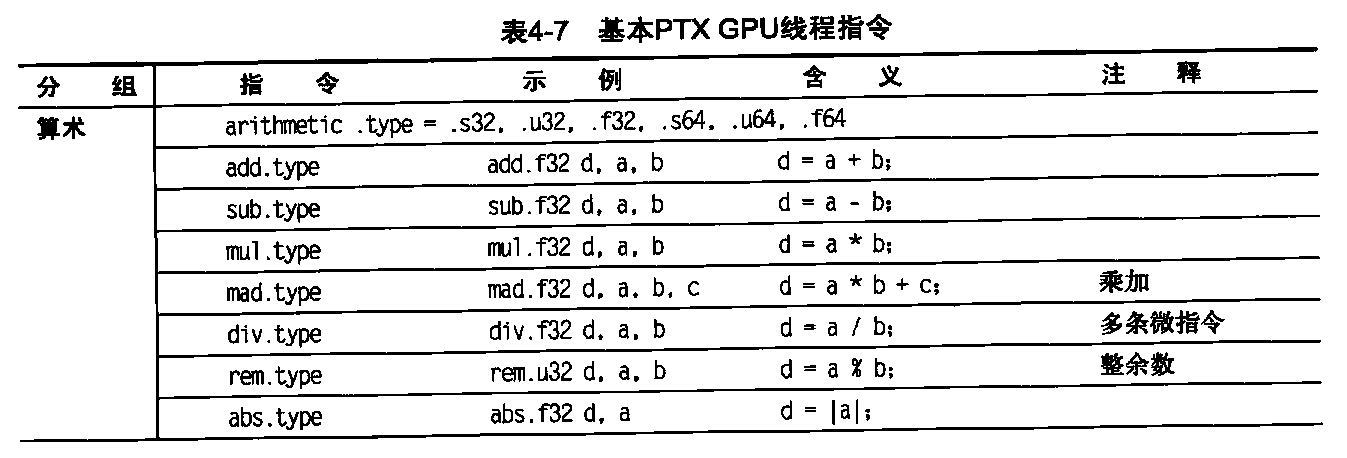 表4-7 基本PTX GPU线程指令
分 组 指 令 示 例 含 义 注 释
算术 arithmetic .type = .s32, .u32, .f32, .s64, .u64, .f64
add.type add.f32 d, a, b d = a + b;
sub.type sub.f32 d, a, b d = a - b;
mul.type mul.f32 d, a, b d = a * b;
mad.type mad.f32 d, a, b, c d = a * b + c; 乘加
div.type div.f32 d, a, b d = a / b; 多条微指令
rem.type rem.u32 d, a, b d = a % b; 整余数
abs.type abs.f32 d, a d = |a|;